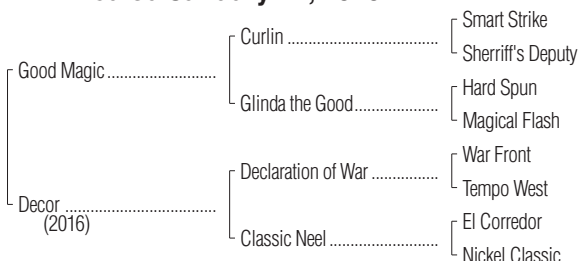 Smart Strike
Curlin ......................................
Sherriff's Deputy
Good Magic...........................
Hard Spun
Glinda the Good.....................
Magical Flash
War Front
Declaration of War .................
Tempo West
Decor ......................................
(2016)
El Corredor
Classic Neel ...........................
Nickel Classic